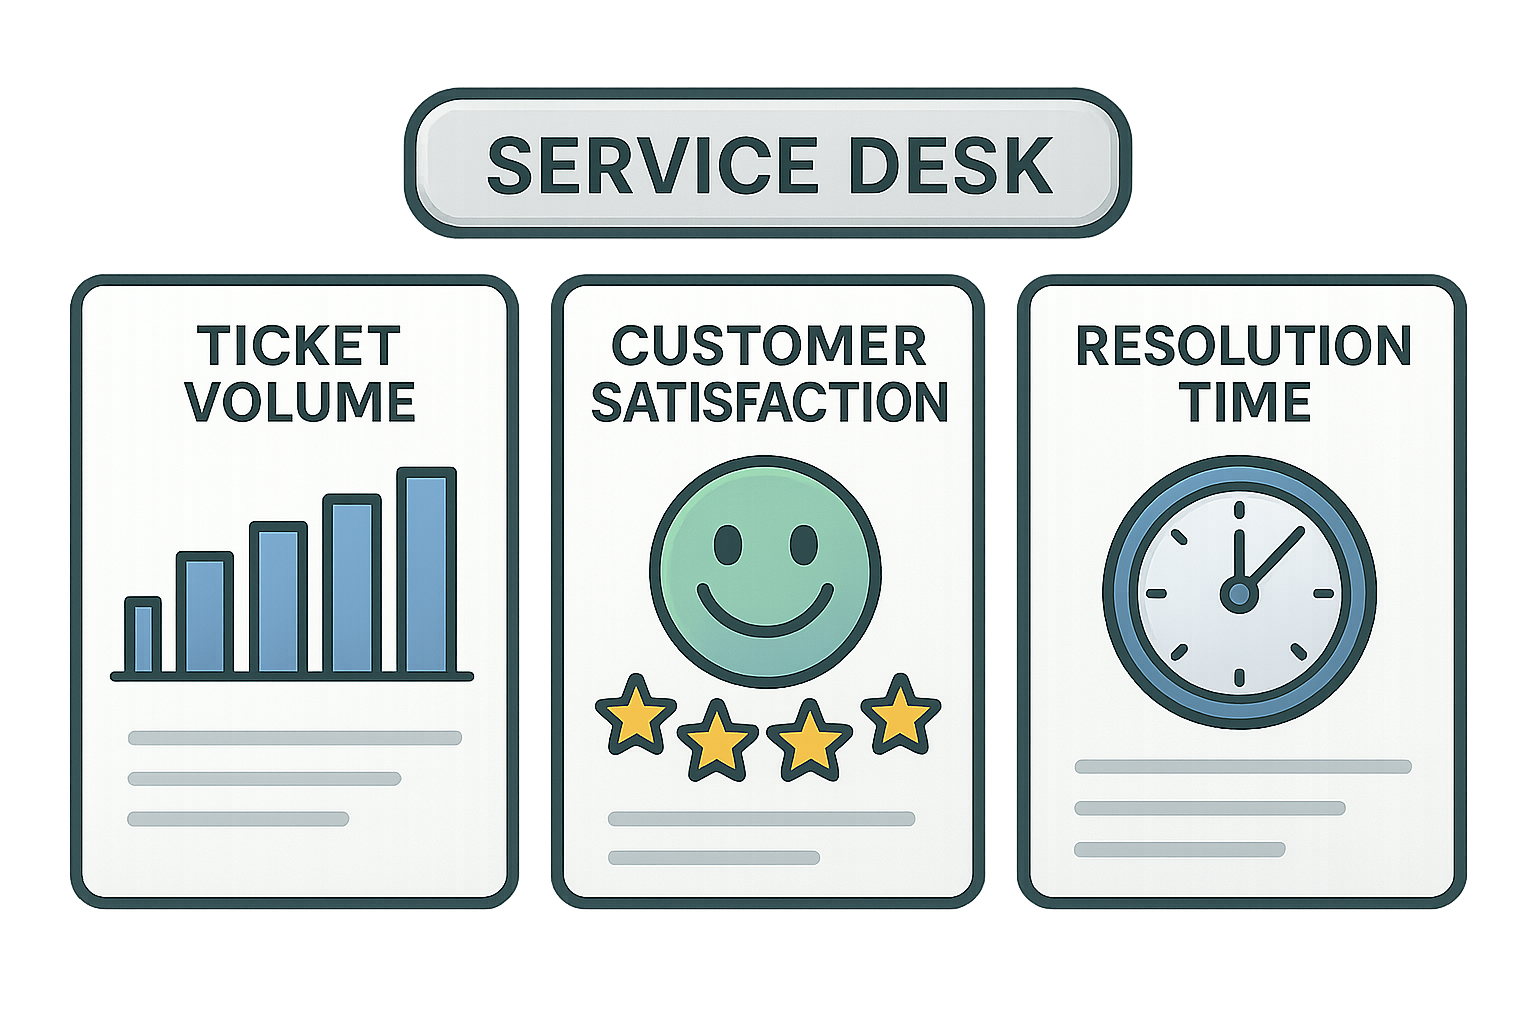 SERVICE DESK
TICKET
VOLUME
CUSTOMER
SATISFACTION
RESOLUTION
TIME